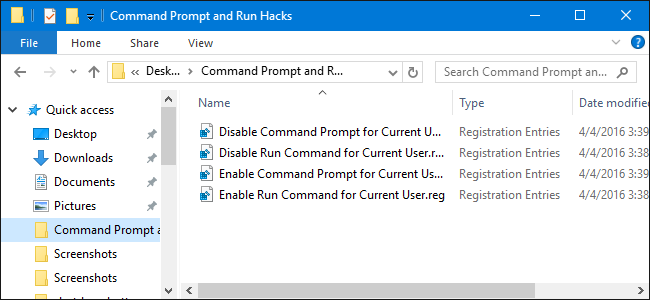 Command Prompt and Run Hacks
File Home Share View
Desk... Command Prompt and R... Search Command Prompt an...
Quick access
Desktop
Downloads
Documents
Pictures
Command Prompt a
Screenshots
Screenshots
Name Type Date modified
Disable Command Prompt for Current U... Registration Entries 4/4/2016 3:39
Disable Run Command for Current User.r... Registration Entries 4/4/2016 3:38
Enable Command Prompt for Current Us... Registration Entries 4/4/2016 3:39
Enable Run Command for Current User.reg Registration Entries 4/4/2016 3:38